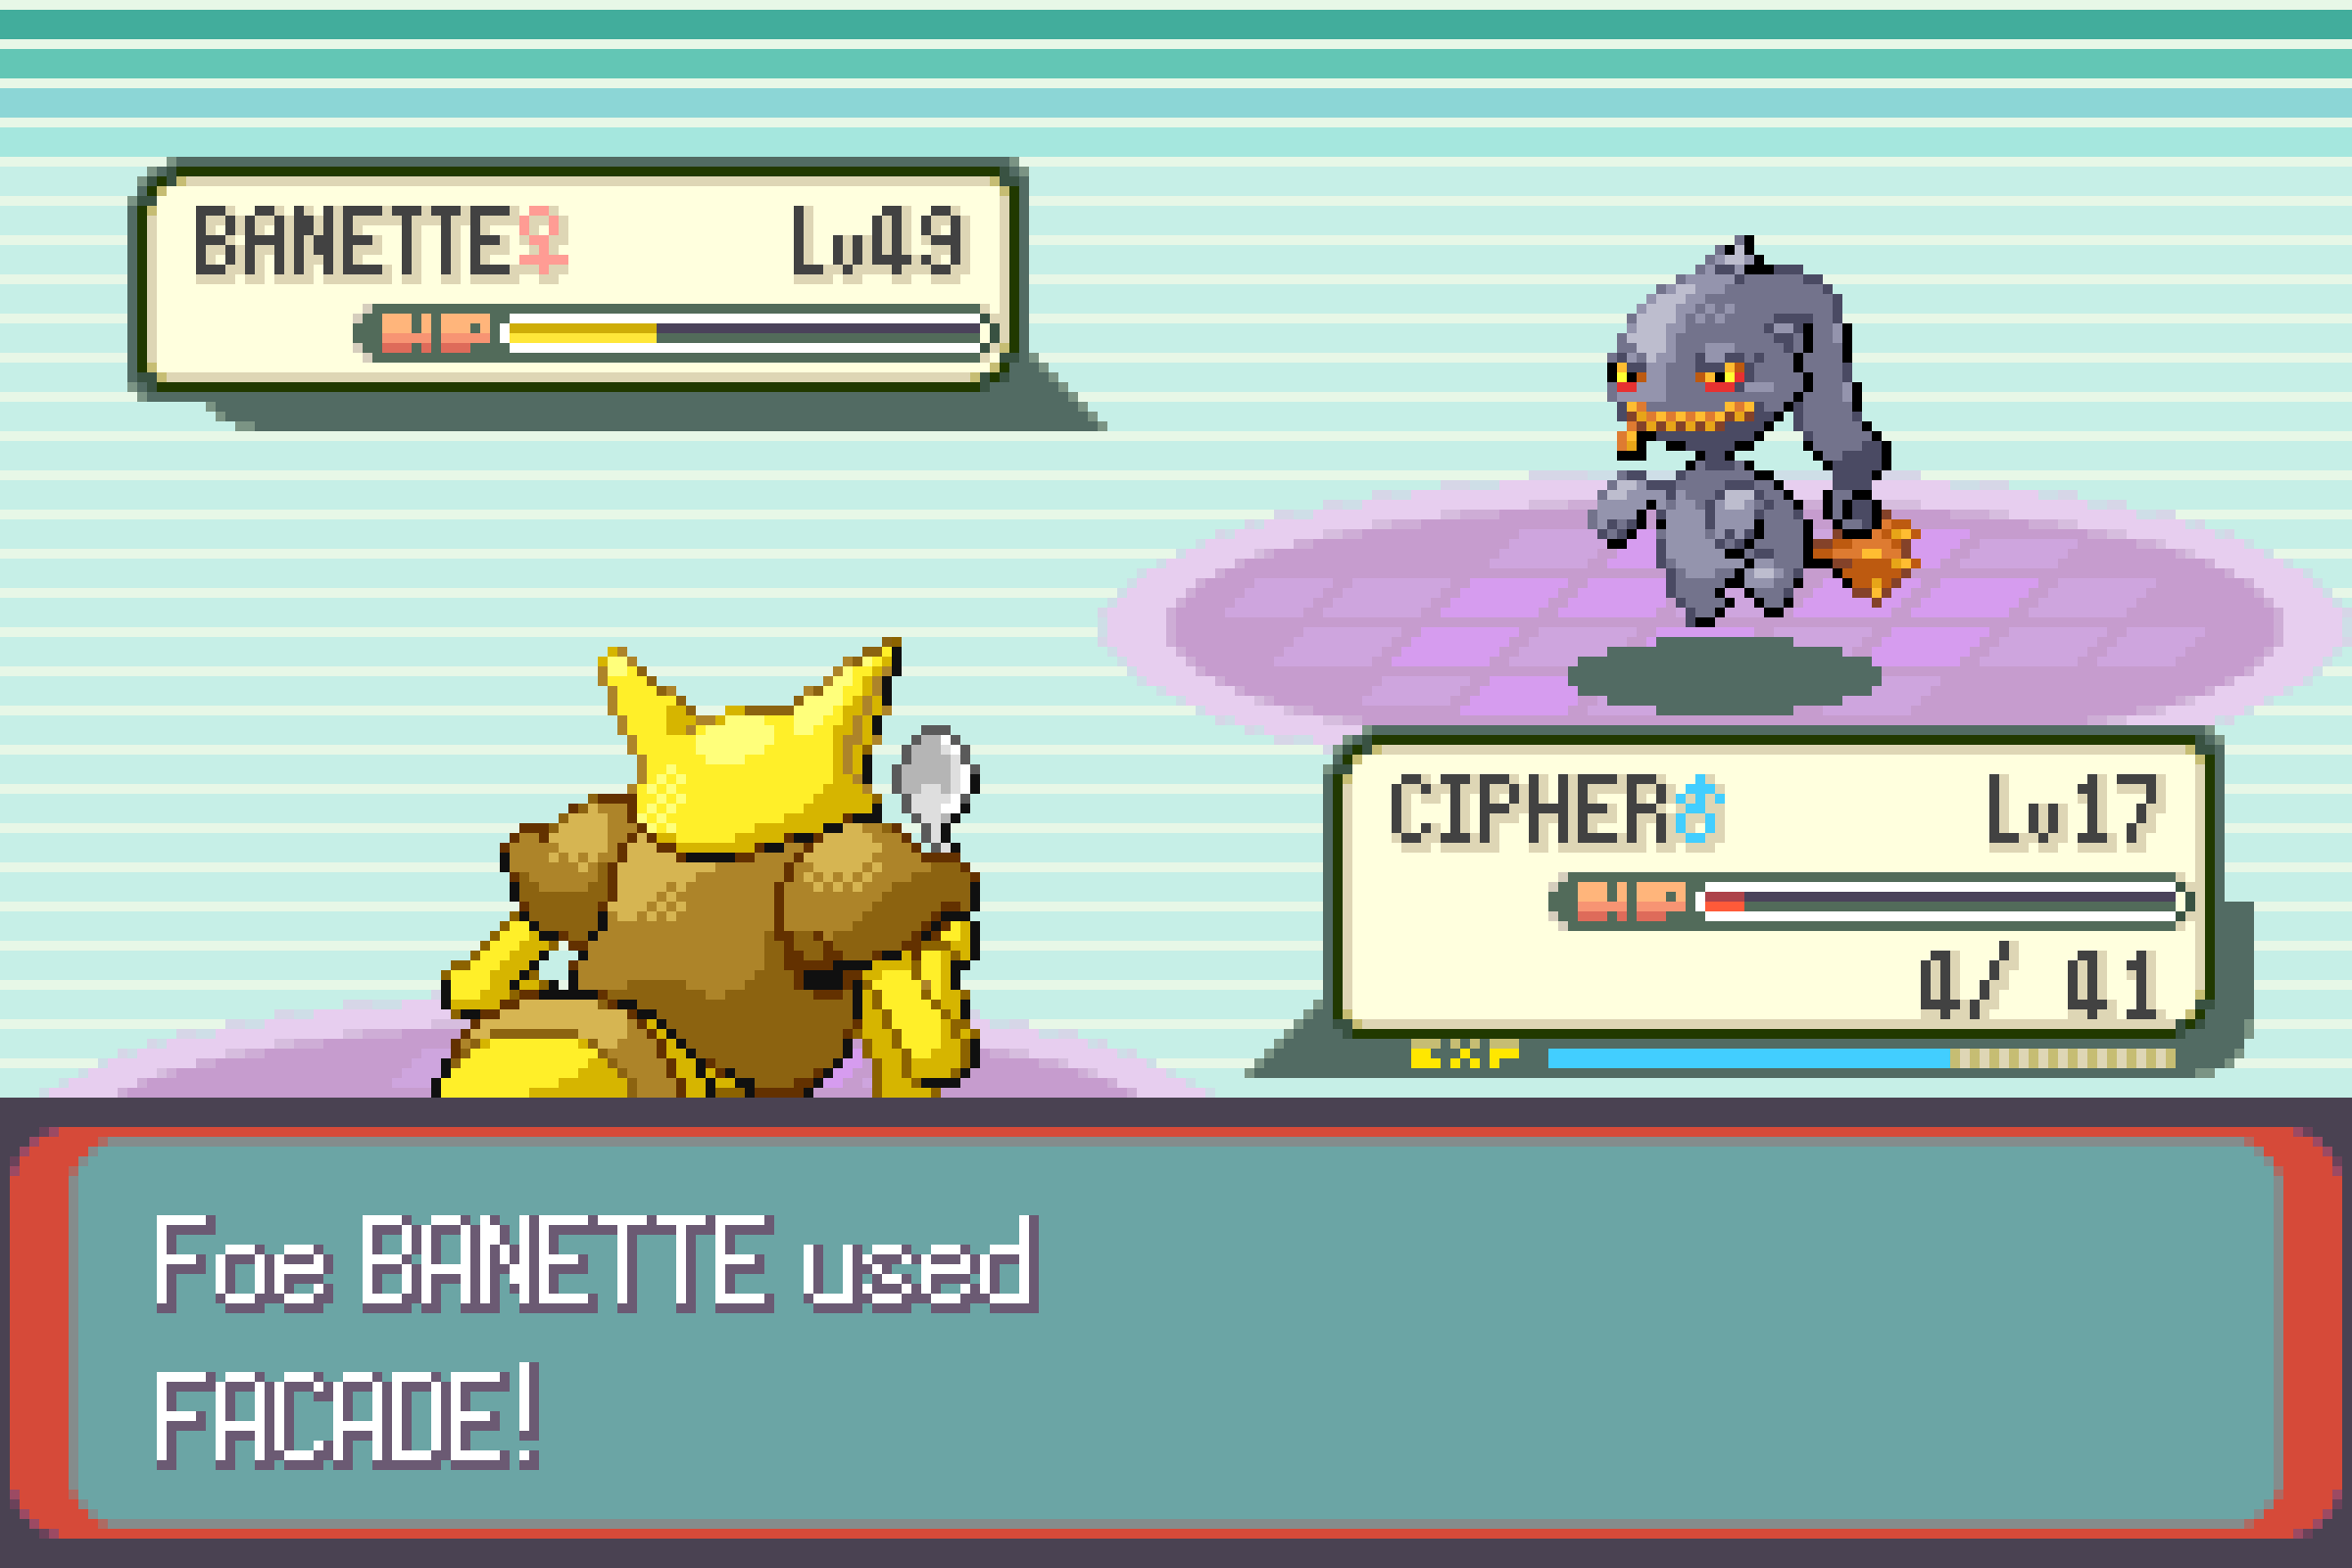 BANETTE♀ Lv49
HP
CIPHER♂ Lv17
HP
4/ 41
EXP
Foe BANETTE used
FACADE!